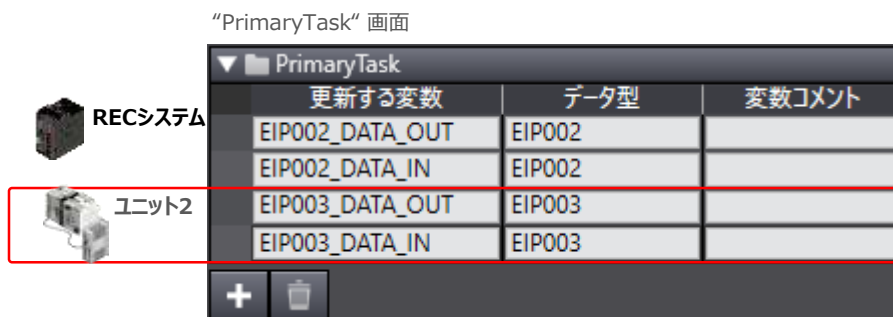 “PrimaryTask“ 画面
PrimaryTask
更新する変数 データ型 変数コメント
RECシステム
EIP002_DATA_OUT EIP002
EIP002_DATA_IN EIP002
ユニット2
EIP003_DATA_OUT EIP003
EIP003_DATA_IN EIP003